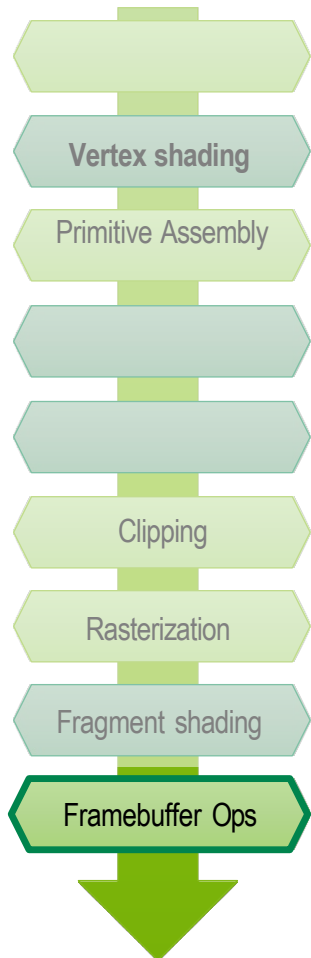 Vertex shading
Primitive Assembly
Clipping
Rasterization
Fragment shading
Framebuffer Ops